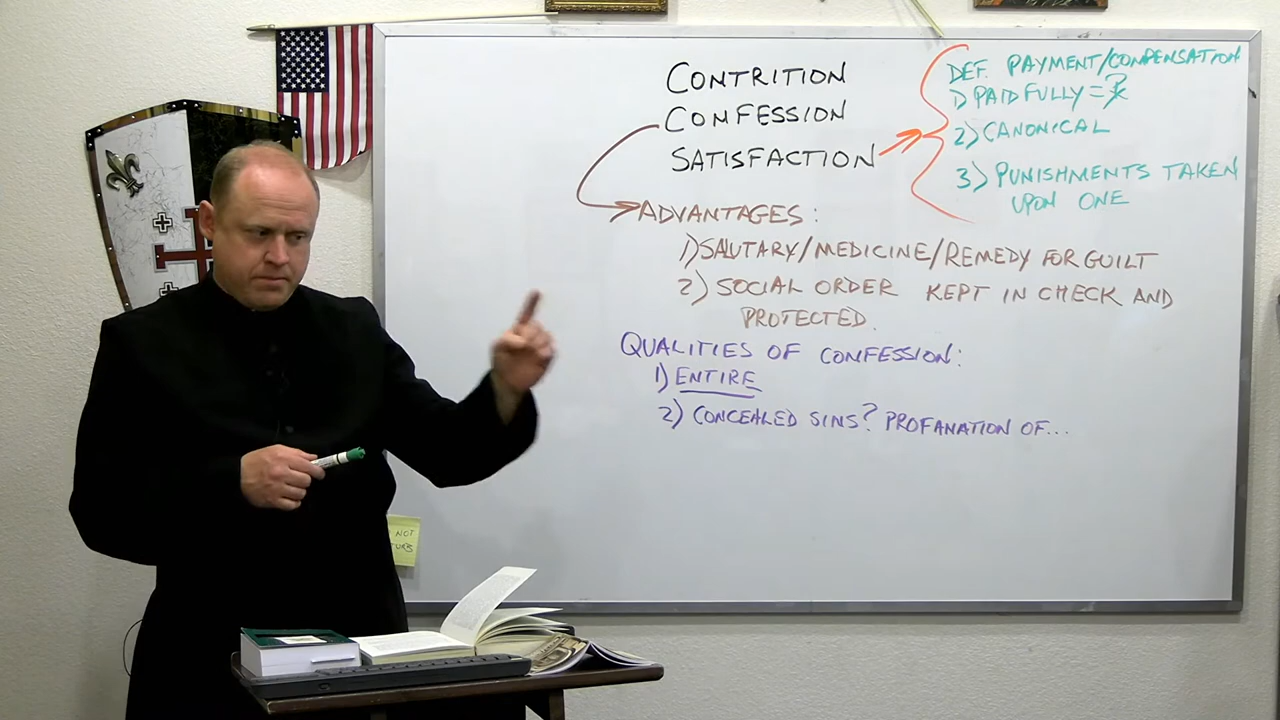 CONTRITION
CONFESSION
SATISFACTION
DEF. PAYMENT/COMPENSATION
1) PAID FULLY =
2) CANONICAL
3) PUNISHMENTS TAKEN
UPON ONE
ADVANTAGES:
1) SALUTARY/MEDICINE/REMEDY FOR GUILT
2) SOCIAL ORDER KEPT IN CHECK AND
PROTECTED.
QUALITIES OF CONFESSION:
1) ENTIRE
2) CONCEALED SINS? PROFANATION OF...
NOT